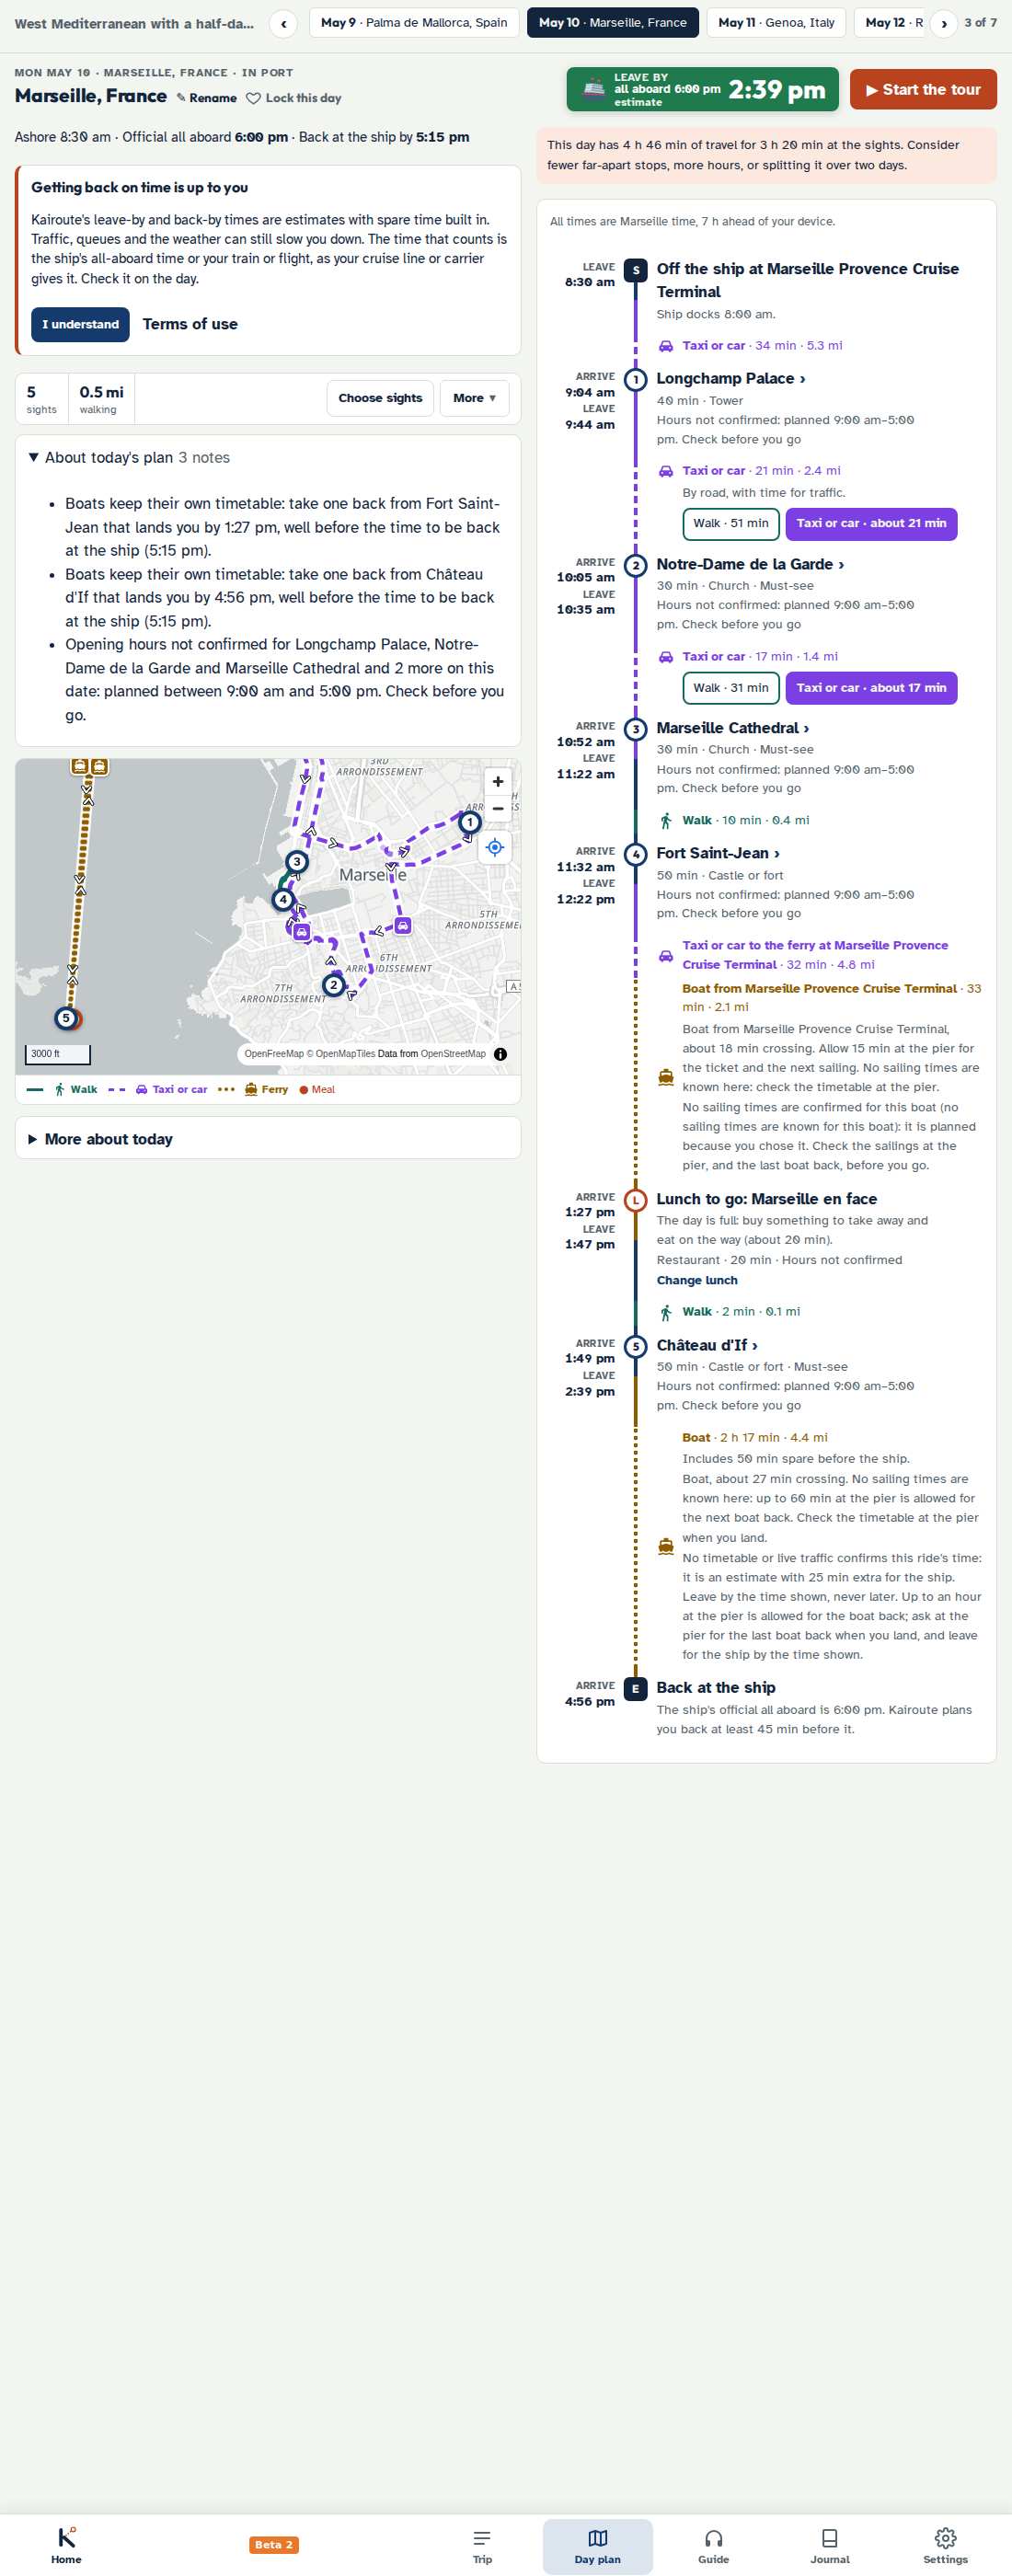 West Mediterranean with a half-da...
May 9 · Palma de Mallorca, Spain
May 10 · Marseille, France
May 11 · Genoa, Italy
May 12 · R
3 of 7
MON MAY 10 · MARSEILLE, FRANCE · IN PORT
Marseille, France
Rename
Lock this day
LEAVE BY
all aboard 6:00 pm
estimate
2:39 pm
Start the tour
Ashore 8:30 am · Official all aboard 6:00 pm · Back at the ship by 5:15 pm
Getting back on time is up to you
Kairoute's leave-by and back-by times are estimates with spare time built in.
Traffic, queues and the weather can still slow you down. The time that counts is
the ship's all-aboard time or your train or flight, as your cruise line or carrier
gives it. Check it on the day.
I understand
Terms of use
5
sights
0.5 mi
walking
Choose sights
More
About today's plan 3 notes
• Boats keep their own timetable: take one back from Fort Saint-
Jean that lands you by 1:27 pm, well before the time to be back
at the ship (5:15 pm).
• Boats keep their own timetable: take one back from Château
d'If that lands you by 4:56 pm, well before the time to be back
at the ship (5:15 pm).
• Opening hours not confirmed for Longchamp Palace, Notre-
Dame de la Garde and Marseille Cathedral and 2 more on this
date: planned between 9:00 am and 5:00 pm. Check before you
go.
3RD
ARRONDISSEMENT
1
3
Marseille
4
5TH
6TH
ARRONDISSEMENT
7TH
ARRONDISSEMENT
2
5
3000 ft
OpenFreeMap © OpenMapTiles Data from OpenStreetMap
Walk
Taxi or car
Ferry
Meal
More about today
This day has 4 h 46 min of travel for 3 h 20 min at the sights. Consider
fewer far-apart stops, more hours, or splitting it over two days.
All times are Marseille time, 7 h ahead of your device.
LEAVE
8:30 am
S
Off the ship at Marseille Provence Cruise
Terminal
Ship docks 8:00 am.
Taxi or car · 34 min · 5.3 mi
ARRIVE
9:04 am
LEAVE
9:44 am
1
Longchamp Palace ›
40 min · Tower
Hours not confirmed: planned 9:00 am–5:00
pm. Check before you go
Taxi or car · 21 min · 2.4 mi
By road, with time for traffic.
Walk · 51 min
Taxi or car · about 21 min
ARRIVE
10:05 am
LEAVE
10:35 am
2
Notre-Dame de la Garde ›
30 min · Church · Must-see
Hours not confirmed: planned 9:00 am–5:00
pm. Check before you go
Taxi or car · 17 min · 1.4 mi
Walk · 31 min
Taxi or car · about 17 min
ARRIVE
10:52 am
LEAVE
11:22 am
3
Marseille Cathedral ›
30 min · Church · Must-see
Hours not confirmed: planned 9:00 am–5:00
pm. Check before you go
Walk · 10 min · 0.4 mi
ARRIVE
11:32 am
LEAVE
12:22 pm
4
Fort Saint-Jean ›
50 min · Castle or fort
Hours not confirmed: planned 9:00 am–5:00
pm. Check before you go
Taxi or car to the ferry at Marseille Provence
Cruise Terminal · 32 min · 4.8 mi
Boat from Marseille Provence Cruise Terminal · 33
min · 2.1 mi
Boat from Marseille Provence Cruise Terminal,
about 18 min crossing. Allow 15 min at the pier for
the ticket and the next sailing. No sailing times are
known here: check the timetable at the pier.
No sailing times are confirmed for this boat (no
sailing times are known for this boat): it is planned
because you chose it. Check the sailings at the
pier, and the last boat back, before you go.
ARRIVE
1:27 pm
LEAVE
1:47 pm
L
Lunch to go: Marseille en face
The day is full: buy something to take away and
eat on the way (about 20 min).
Restaurant · 20 min · Hours not confirmed
Change lunch
Walk · 2 min · 0.1 mi
ARRIVE
1:49 pm
LEAVE
2:39 pm
5
Château d'If ›
50 min · Castle or fort · Must-see
Hours not confirmed: planned 9:00 am–5:00
pm. Check before you go
Boat · 2 h 17 min · 4.4 mi
Includes 50 min spare before the ship.
Boat, about 27 min crossing. No sailing times are
known here: up to 60 min at the pier is allowed for
the next boat back. Check the timetable at the pier
when you land.
No timetable or live traffic confirms this ride's time:
it is an estimate with 25 min extra for the ship.
Leave by the time shown, never later. Up to an hour
at the pier is allowed for the boat back; ask at the
pier for the last boat back when you land, and leave
for the ship by the time shown.
ARRIVE
4:56 pm
E
Back at the ship
The ship's official all aboard is 6:00 pm. Kairoute plans
you back at least 45 min before it.
Home
Beta 2
Trip
Day plan
Guide
Journal
Settings